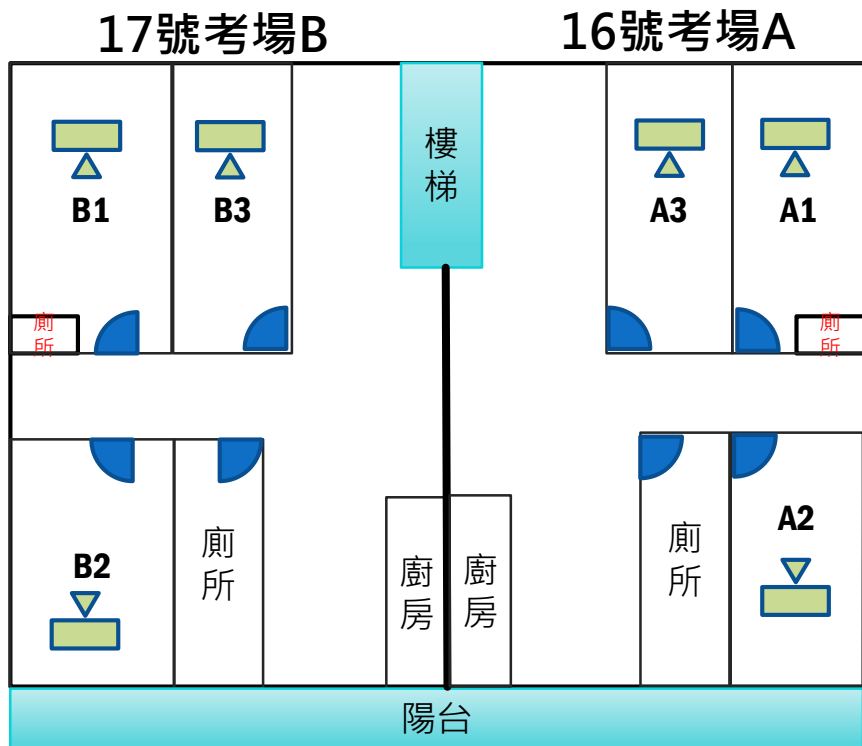 17號考場B
16號考場A
樓
梯
B1
B3
A3
A1
廁
所
廁
所
B2
廁
所
廚
房
廚
房
廁
所
A2
陽台